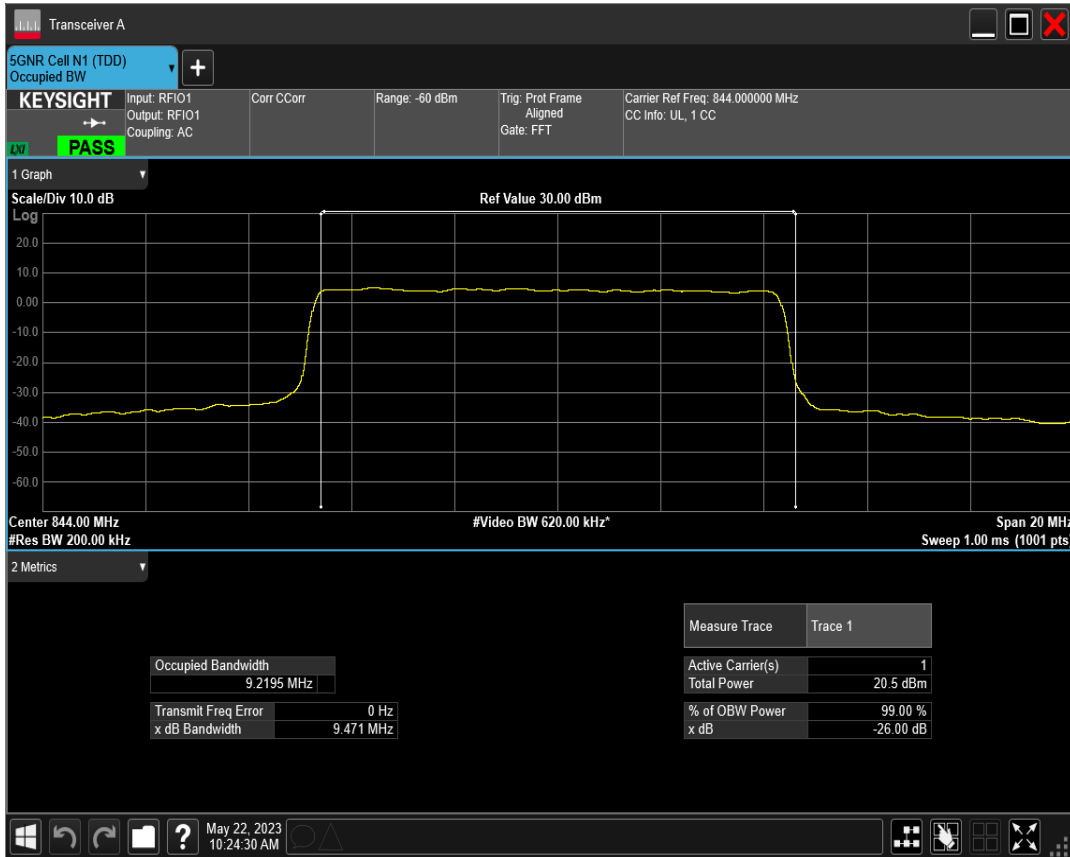 Transceiver A
5GNR Cell N1 (TDD)
Occupied BW
+
KEYSIGHT
LXI
PASS
Input: RFIO1
Output: RFIO1
Coupling: AC
Corr CCorr
Range: -60 dBm
Trig: Prot Frame
Aligned
Gate: FFT
Carrier Ref Freq: 844.000000 MHz
CC Info: UL, 1 CC
1 Graph
Scale/Div 10.0 dB
Ref Value 30.00 dBm
Log
20.0
10.0
0.00
-10.0
-20.0
-30.0
-40.0
-50.0
-60.0
Center 844.00 MHz
#Video BW 620.00 kHz*
Span 20 MHz
#Res BW 200.00 kHz
Sweep 1.00 ms (1001 pts)
2 Metrics
Measure Trace Trace 1
Occupied Bandwidth
9.2195 MHz
Active Carrier(s) 1
Total Power 20.5 dBm
Transmit Freq Error 0 Hz
x dB Bandwidth 9.471 MHz
% of OBW Power 99.00 %
x dB -26.00 dB
?
May 22, 2023
10:24:30 AM